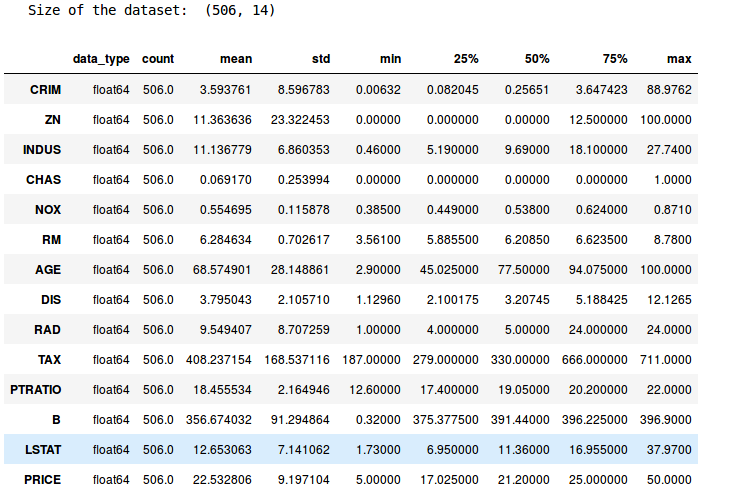 Size of the dataset:  (506, 14)
data_type count mean std min 25% 50% 75% max
CRIM float64 506.0 3.593761 8.596783 0.00632 0.082045 0.25651 3.647423 88.9762
ZN float64 506.0 11.363636 23.322453 0.00000 0.000000 0.00000 12.500000 100.0000
INDUS float64 506.0 11.136779 6.860353 0.46000 5.190000 9.69000 18.100000 27.7400
CHAS float64 506.0 0.069170 0.253994 0.00000 0.000000 0.00000 0.000000 1.0000
NOX float64 506.0 0.554695 0.115878 0.38500 0.449000 0.53800 0.624000 0.8710
RM float64 506.0 6.284634 0.702617 3.56100 5.885500 6.20850 6.623500 8.7800
AGE float64 506.0 68.574901 28.148861 2.90000 45.025000 77.50000 94.075000 100.0000
DIS float64 506.0 3.795043 2.105710 1.12960 2.100175 3.20745 5.188425 12.1265
RAD float64 506.0 9.549407 8.707259 1.00000 4.000000 5.00000 24.000000 24.0000
TAX float64 506.0 408.237154 168.537116 187.00000 279.000000 330.00000 666.000000 711.0000
PTRATIO float64 506.0 18.455534 2.164946 12.60000 17.400000 19.05000 20.200000 22.0000
B float64 506.0 356.674032 91.294864 0.32000 375.377500 391.44000 396.225000 396.9000
LSTAT float64 506.0 12.653063 7.141062 1.73000 6.950000 11.36000 16.955000 37.9700
PRICE float64 506.0 22.532806 9.197104 5.00000 17.025000 21.20000 25.000000 50.0000